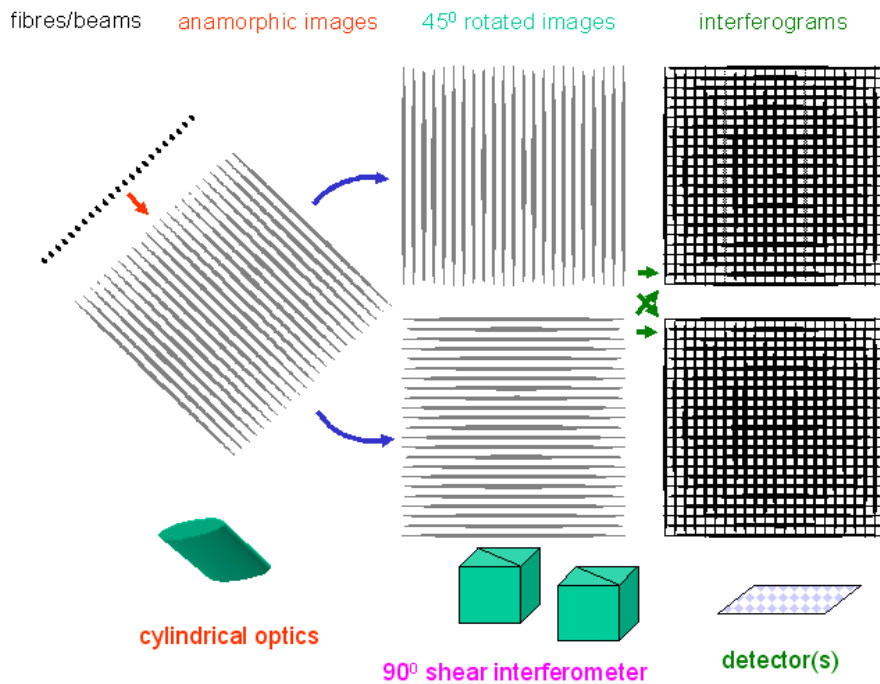 fibres/beams
anamorphic images
45⁰ rotated images
interferograms
cylindrical optics
90⁰ shear interferometer
detector(s)